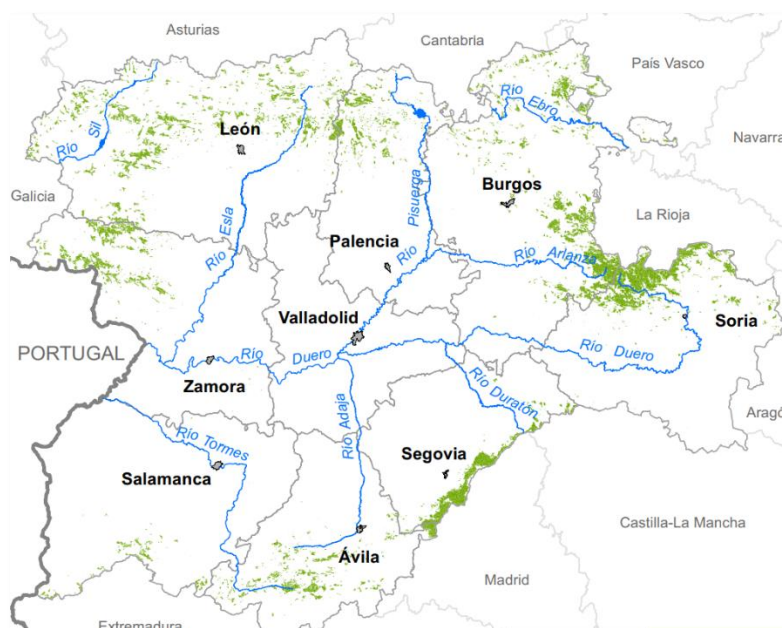 Asturias
Cantabria
País Vasco
Río Ebro
Río Sil
León
Navarra
Galicia
Burgos
Río Esla
Río Pisuerga
La Rioja
Palencia
Río Arlanza
Valladolid
Soria
PORTUGAL
Río Duero
Río Duero
Zamora
Aragó
Río Duratón
Río Adaja
Río Tormes
Segovia
Salamanca
Castilla-La Mancha
Ávila
Madrid
Extremadura